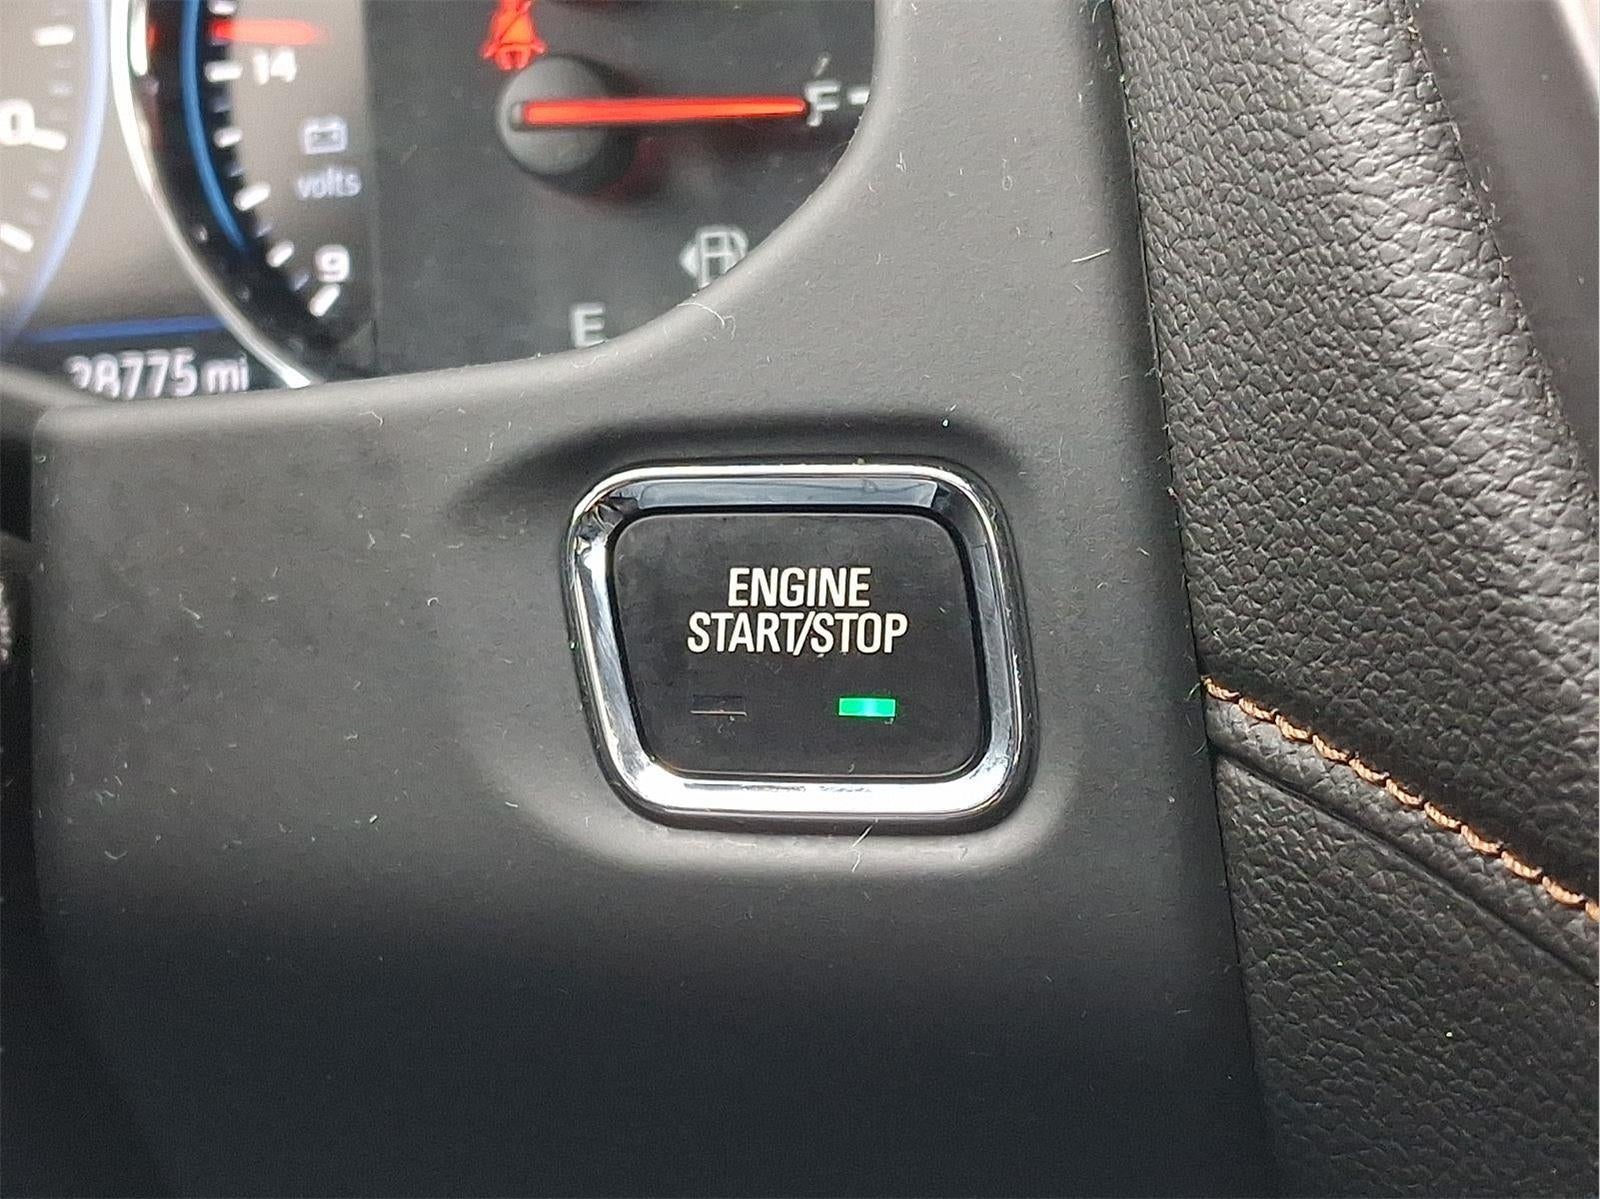 14
volts
9
F
E
28775 mi
ENGINE
START/STOP